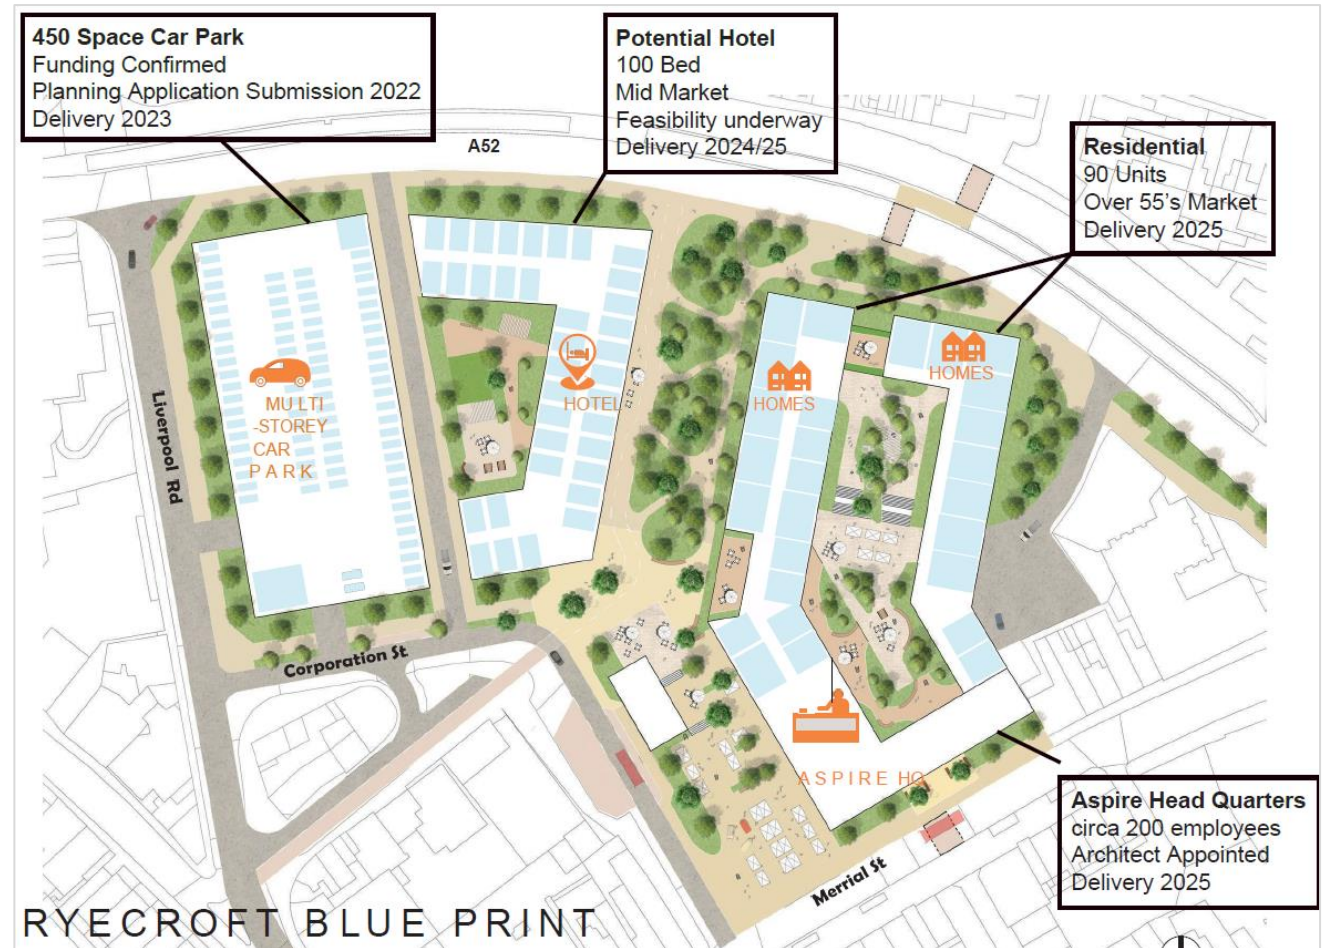 450 Space Car Park
Funding Confirmed
Planning Application Submission 2022
Delivery 2023
Potential Hotel
100 Bed
Mid Market
Feasibility underway
Delivery 2024/25
A52
Residential
90 Units
Over 55's Market
Delivery 2025
Liverpool Rd
MULTI
-STOREY
CAR
PARK
HOTEL
HOMES
HOMES
Corporation St
ASPIRE HQ
Aspire Head Quarters
circa 200 employees
Architect Appointed
Delivery 2025
Merrial St
RYECROFT BLUE PRINT